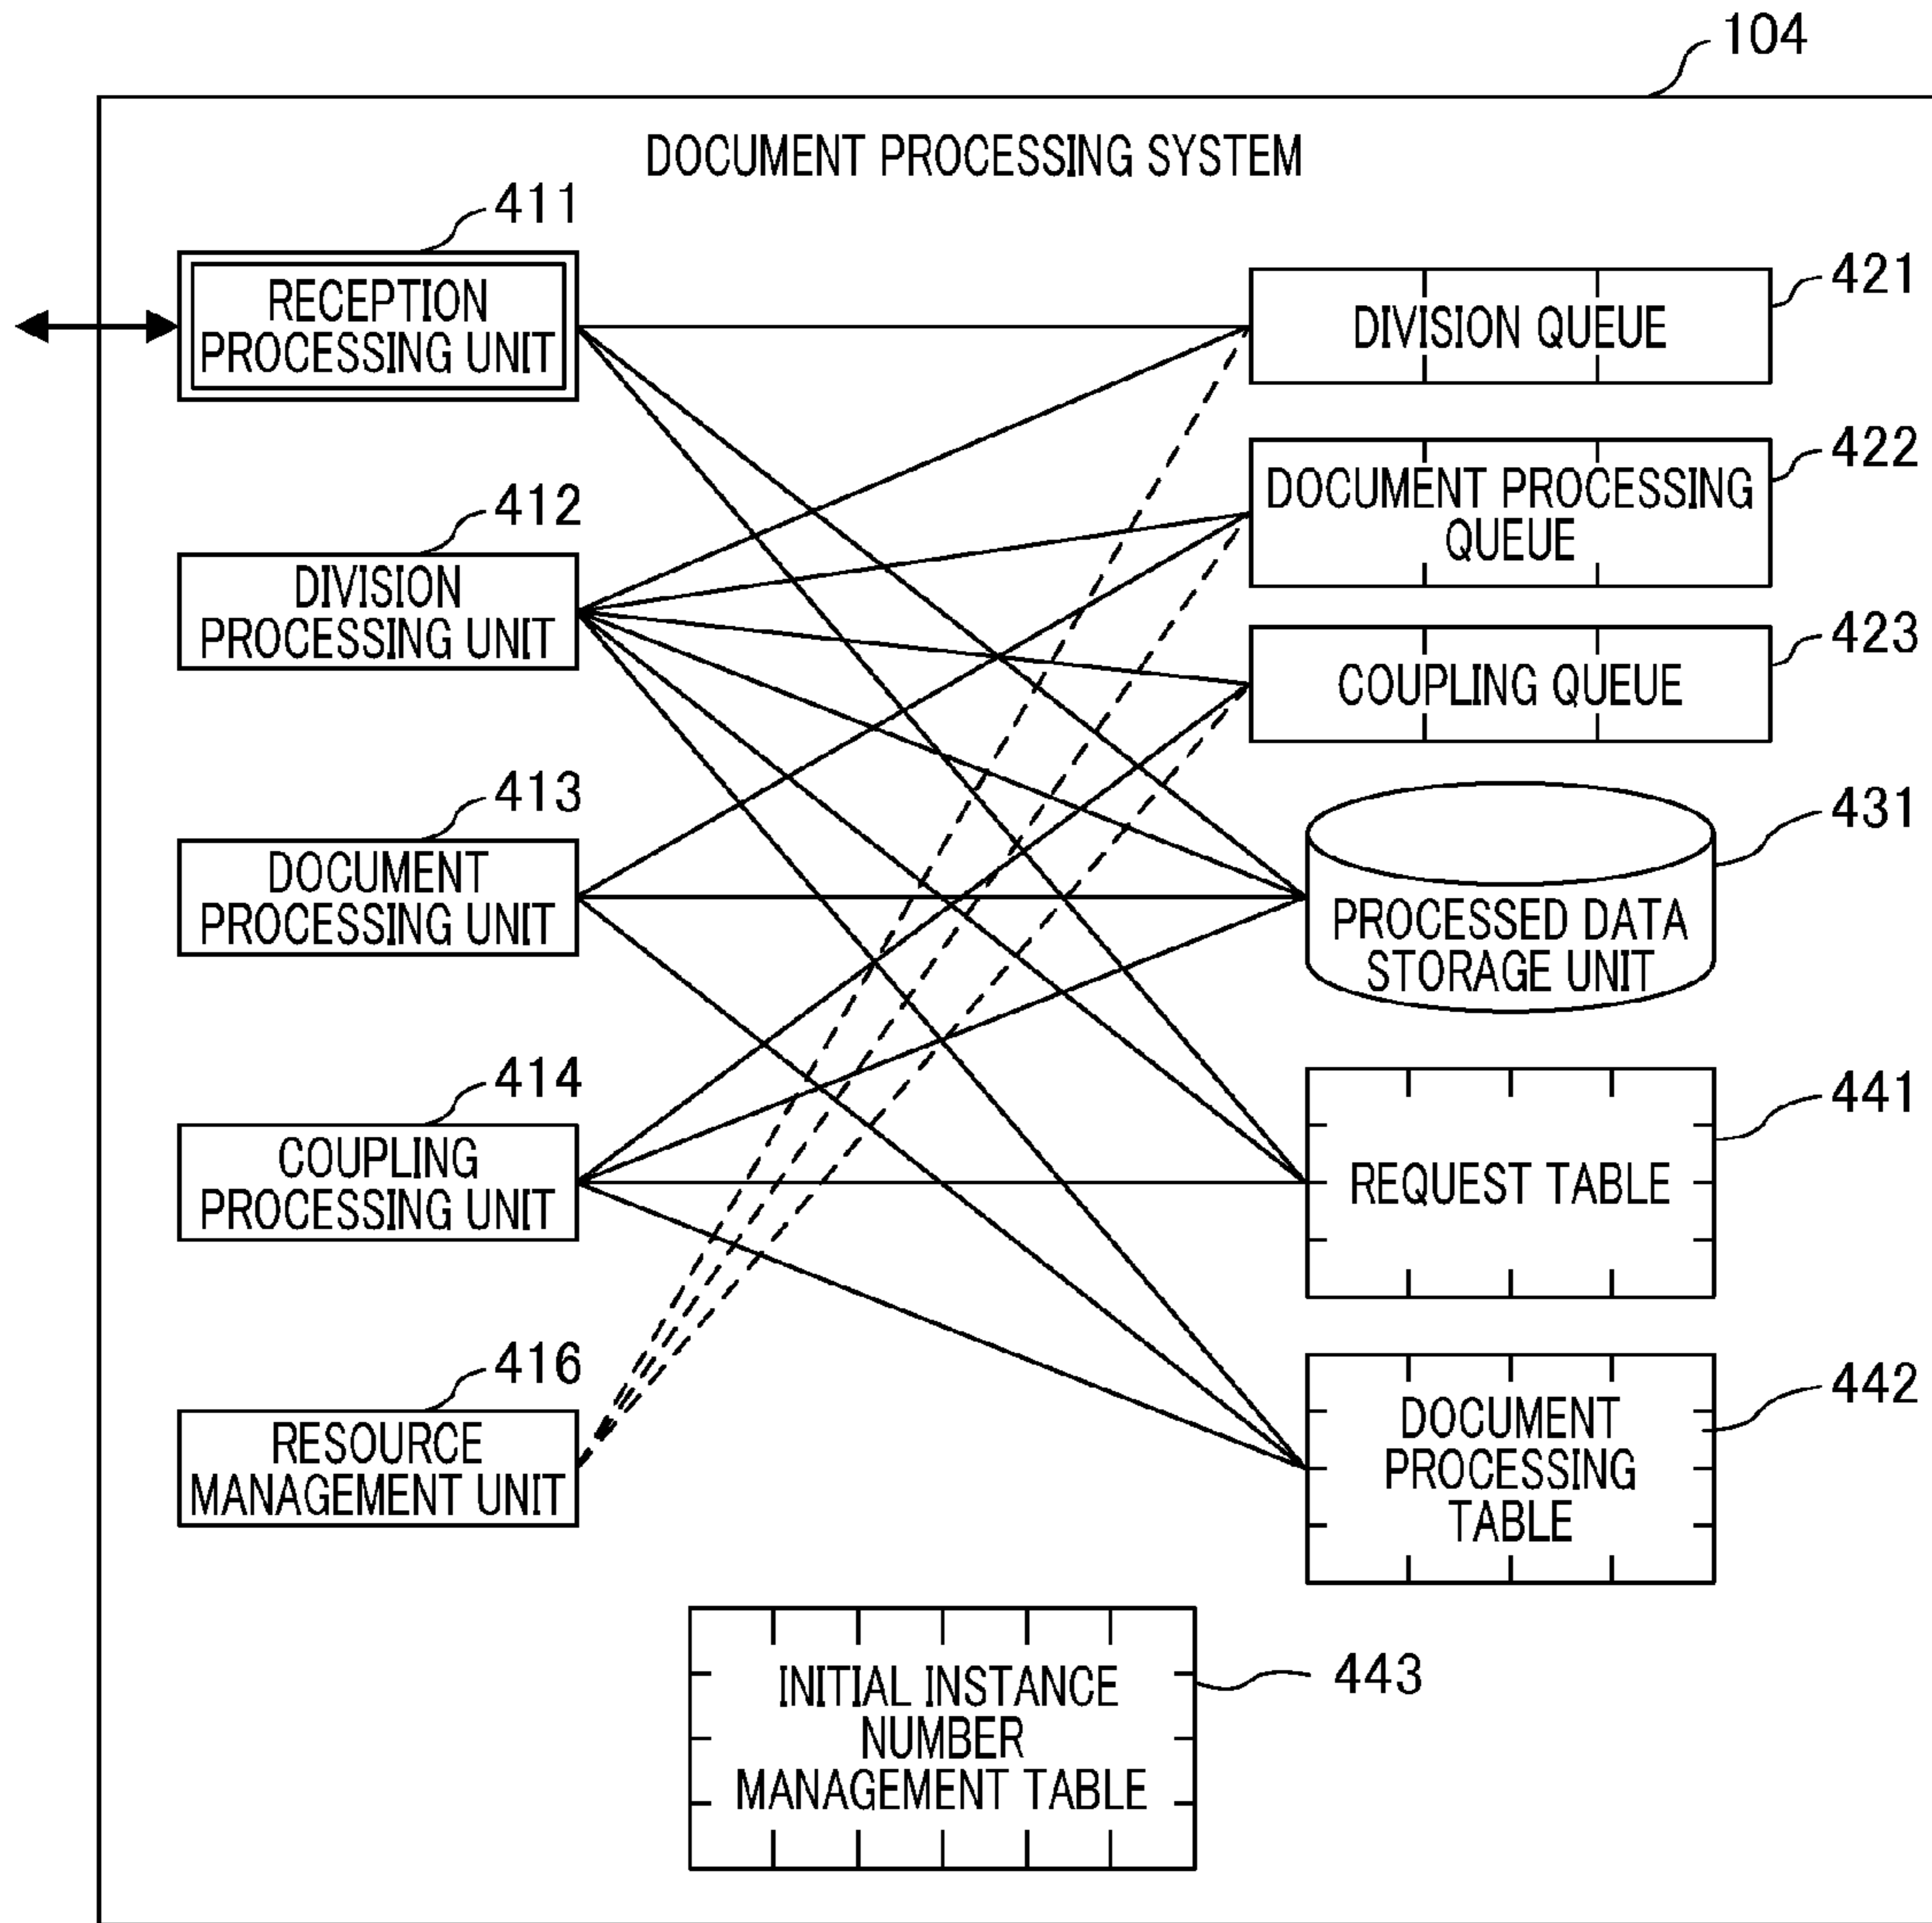 104
DOCUMENT PROCESSING SYSTEM
411
RECEPTION
PROCESSING UNIT
412
DIVISION
PROCESSING UNIT
413
DOCUMENT
PROCESSING UNIT
414
COUPLING
PROCESSING UNIT
416
RESOURCE
MANAGEMENT UNIT
421
DIVISION QUEUE
422
DOCUMENT PROCESSING
QUEUE
423
COUPLING QUEUE
431
PROCESSED DATA
STORAGE UNIT
441
REQUEST TABLE
442
DOCUMENT
PROCESSING
TABLE
443
INITIAL INSTANCE
NUMBER
MANAGEMENT TABLE